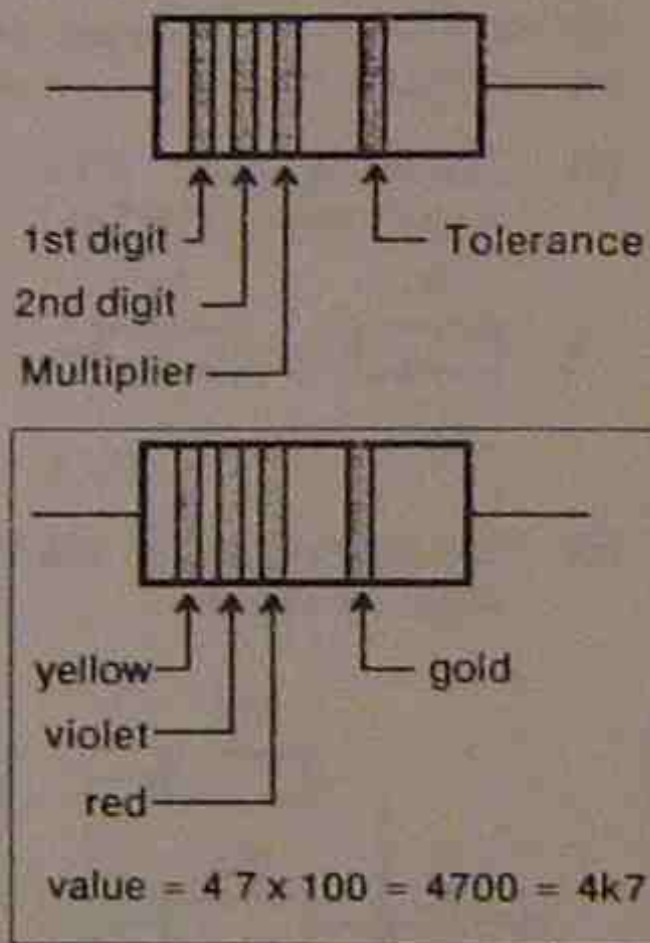 1st digit
Tolerance
2nd digit
Multiplier
yellow
gold
violet
red
value = 4 7 x 100 = 4700 = 4k7